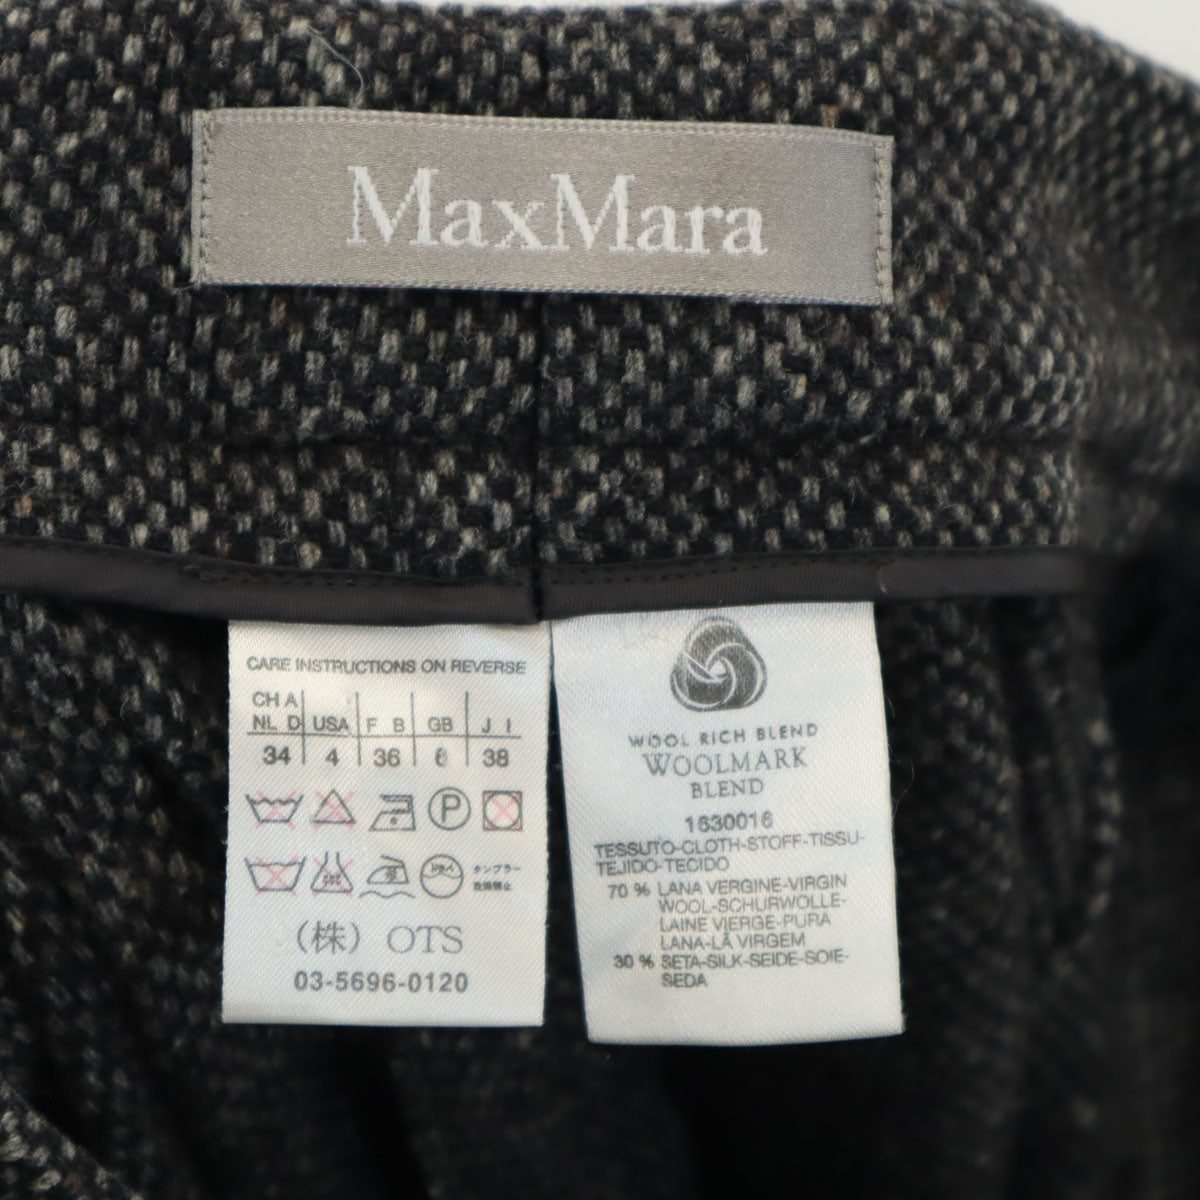 MaxMara
CARE INSTRUCTIONS ON REVERSE
CH A
NL D USA F B GB J I
34 4 36 6 38
P
タンブラー
乾燥禁止
(株) OTS
03-5696-0120
WOOL RICH BLEND
WOOLMARK
BLEND
1630016
TESSUTO-CLOTH-STOFF-TISSU-
TEJIDO-TECIDO
70 % LANA VERGINE-VIRGIN
WOOL-SCHURWOLLE-
LAINE VIERGE-PURA
LANA-LÃ VIRGEM
30 % SETA-SILK-SEIDE-SOIE-
SEDA